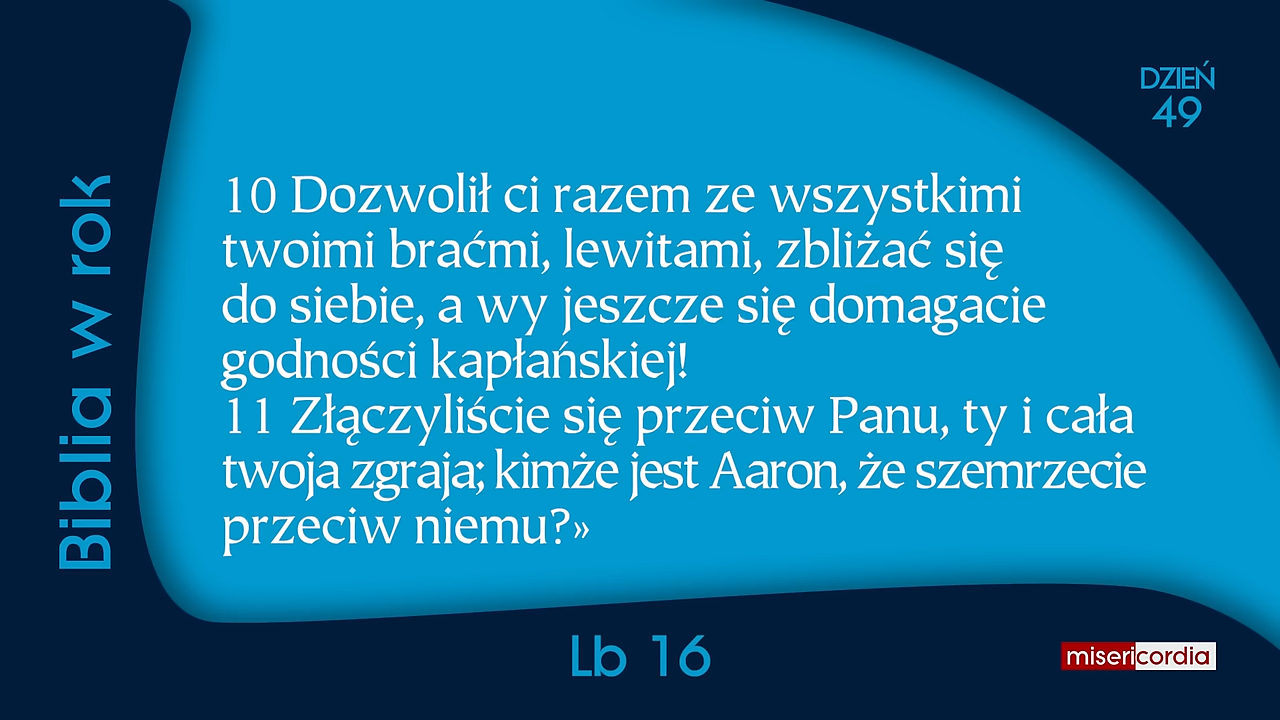 DZIEŃ
49
Biblia w rok
10 Dozwolił ci razem ze wszystkimi
twoimi braćmi, lewitami, zbliżać się
do siebie, a wy jeszcze się domagacie
godności kapłańskiej!
11 Złączyliście się przeciw Panu, ty i cała
twoja zgraja; kimże jest Aaron, że szemrzecie
przeciw niemu?»
Lb 16
misericordia